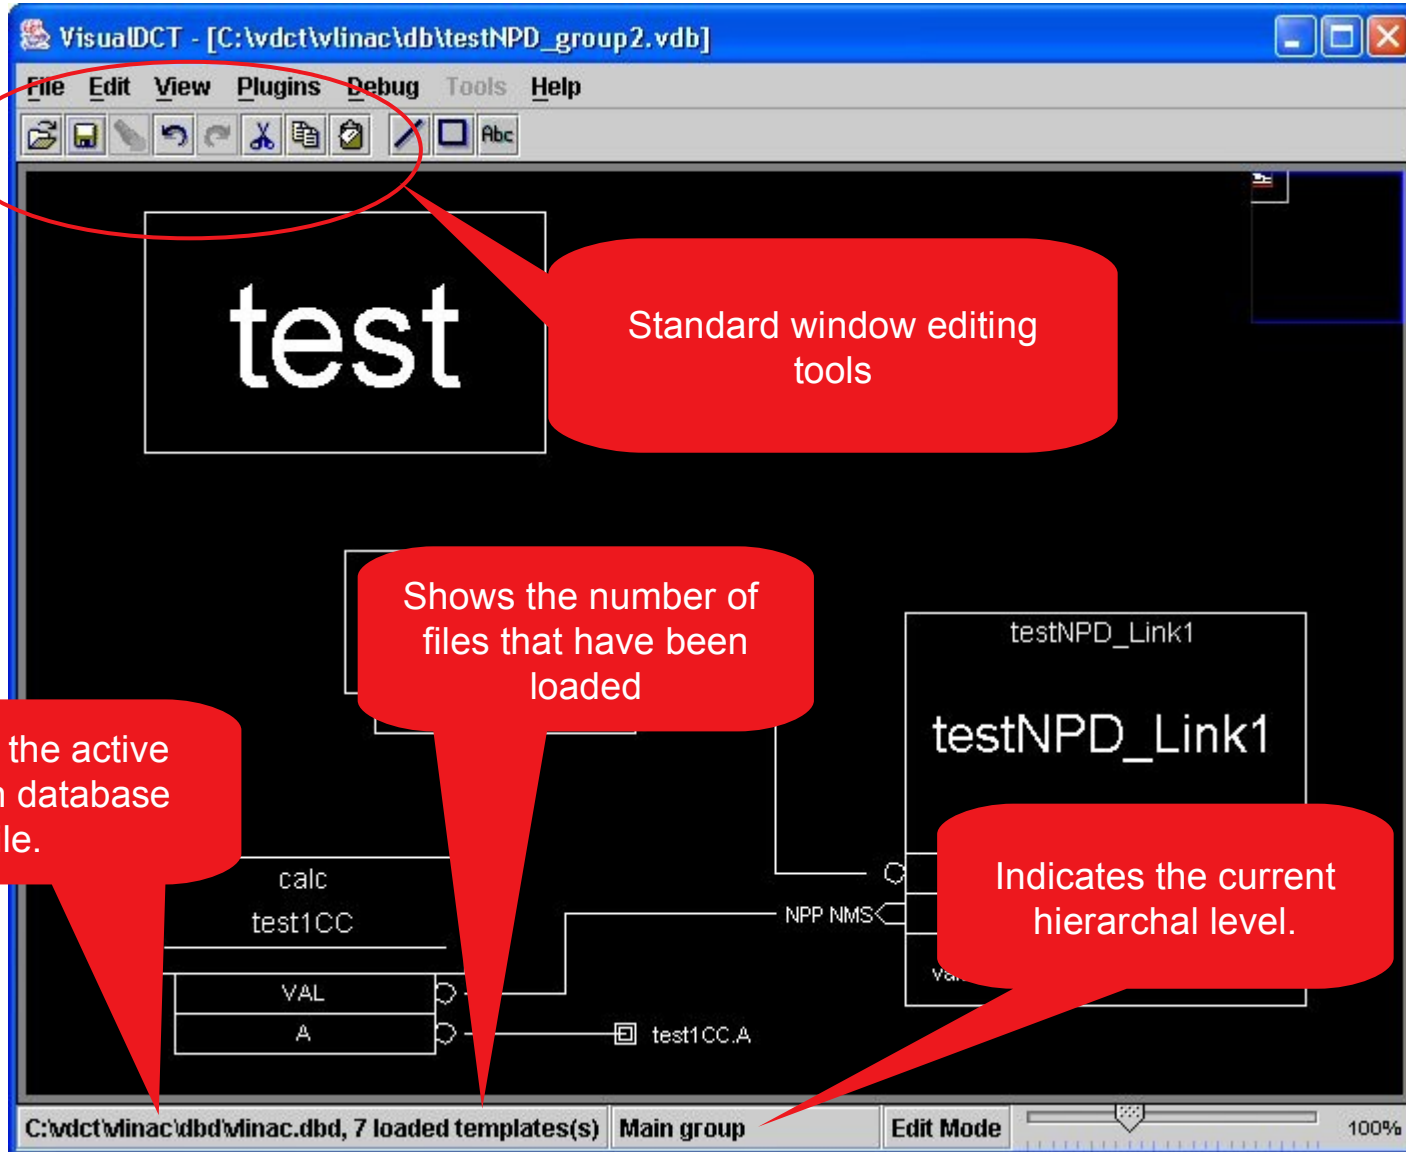 VisualDCT - [C:\vdct\vlinac\db\testNPD_group2.vdb]
File Edit View Plugins Debug Tools Help
Abc
test
Standard window editing
tools
Shows the number of
files that have been
loaded
testNPD_Link1
testNPD_Link1
the active
database
calc
test1CC
Indicates the current
hierarchal level.
NPP NMS
VAL
A
test1CC.A
C:\vdct\vlinac\dbd\vlinac.dbd, 7 loaded templates(s) Main group Edit Mode 100%